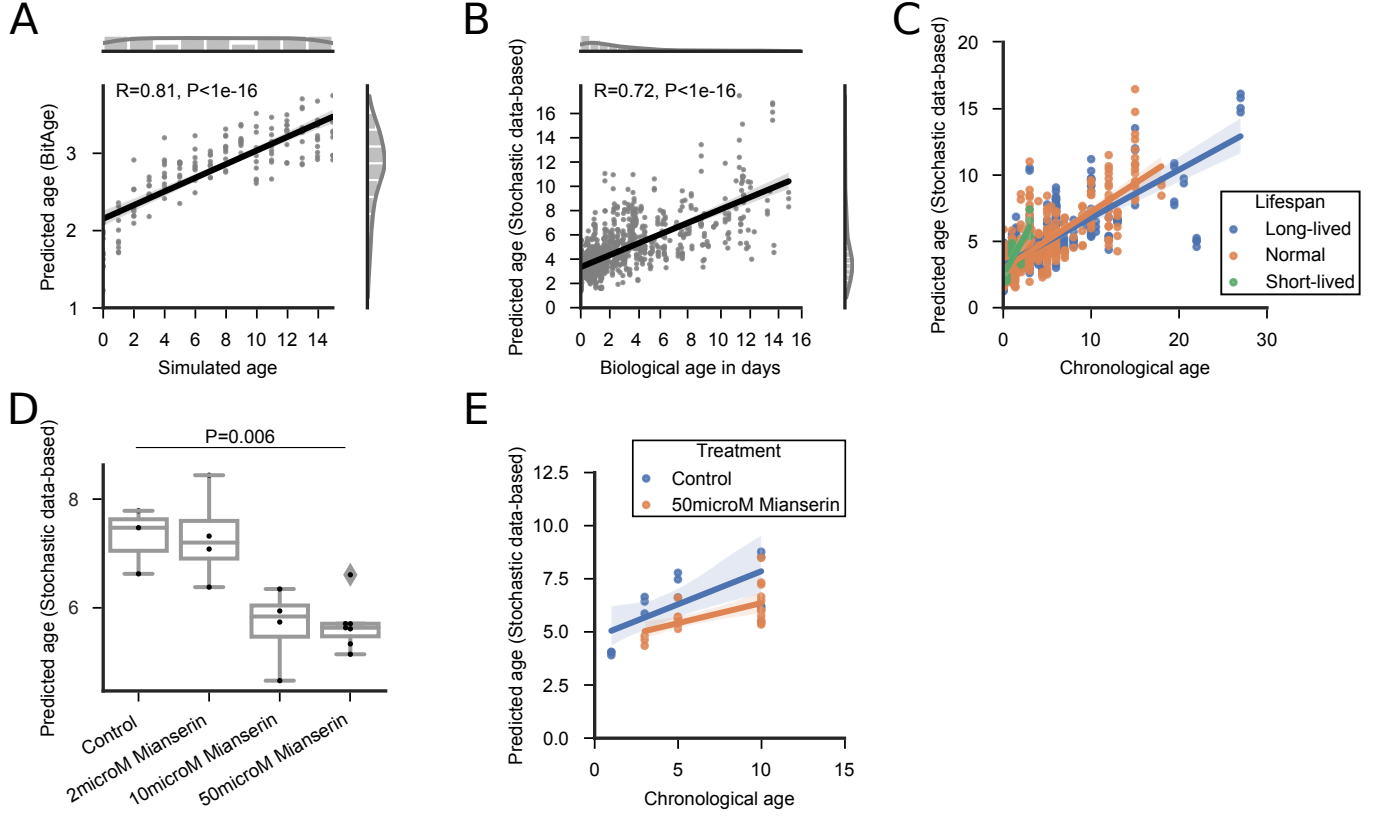 A
R=0.81, P<1e-16
Predicted age (BitAge)
3
2
1
0 2 4 6 8 10 12 14
Simulated age
B
R=0.72, P<1e-16
Predicted age (Stochastic data-based)
16
14
12
10
8
6
4
2
0
0 2 4 6 8 10 12 14 16
Biological age in days
C
Predicted age (Stochastic data-based)
20
15
10
5
0
0 10 20 30
Chronological age
Lifespan
Long-lived
Normal
Short-lived
D
P=0.006
Predicted age (Stochastic data-based)
8
6
Control
2microM Mianserin
10microM Mianserin
50microM Mianserin
E
Treatment
Control
50microM Mianserin
Predicted age (Stochastic data-based)
12.5
10.0
7.5
5.0
2.5
0.0
0 5 10 15
Chronological age